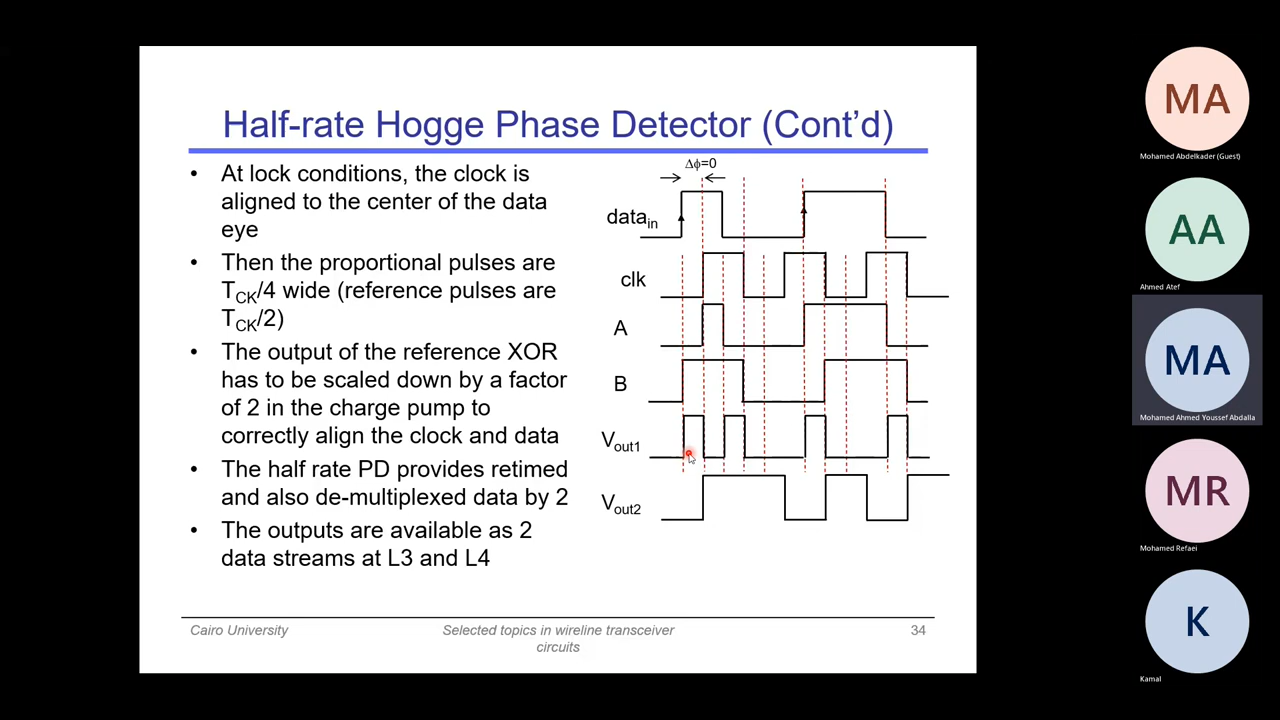 Half-rate Hogge Phase Detector (Cont’d)
• At lock conditions, the clock is
aligned to the center of the data
eye
• Then the proportional pulses are
T_CK/4 wide (reference pulses are
T_CK/2)
• The output of the reference XOR
has to be scaled down by a factor
of 2 in the charge pump to
correctly align the clock and data
• The half rate PD provides retimed
and also de-multiplexed data by 2
• The outputs are available as 2
data streams at L3 and L4
Δϕ=0
data_in
clk
A
B
V_out1
V_out2
Cairo University
Selected topics in wireline transceiver
circuits
34
MA
Mohamed Abdelkader (Guest)
AA
Ahmed Atef
MA
Mohamed Ahmed Youssef Abdalla
MR
Mohamed Refaei
K
Kamal